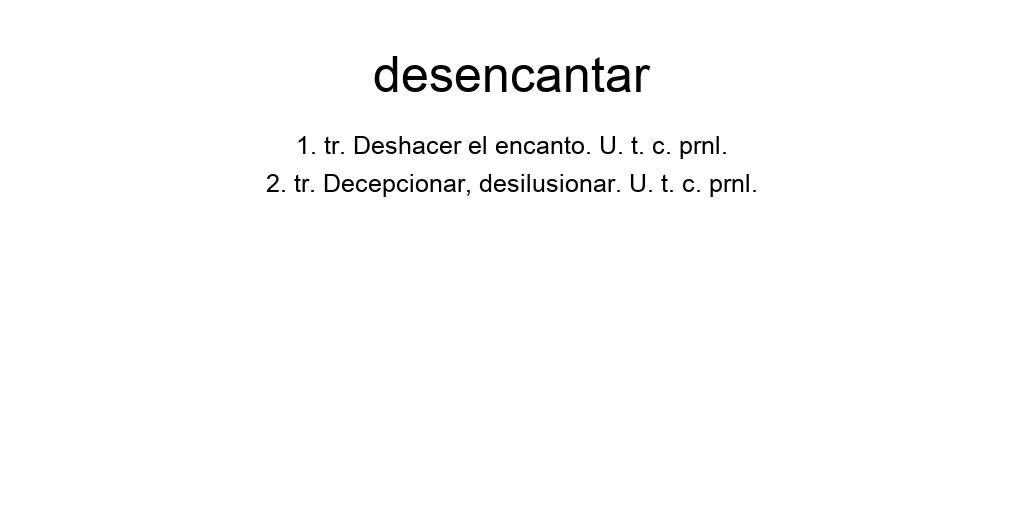 desencantar
1. tr. Deshacer el encanto. U. t. c. prnl.
2. tr. Decepcionar, desilusionar. U. t. c. prnl.